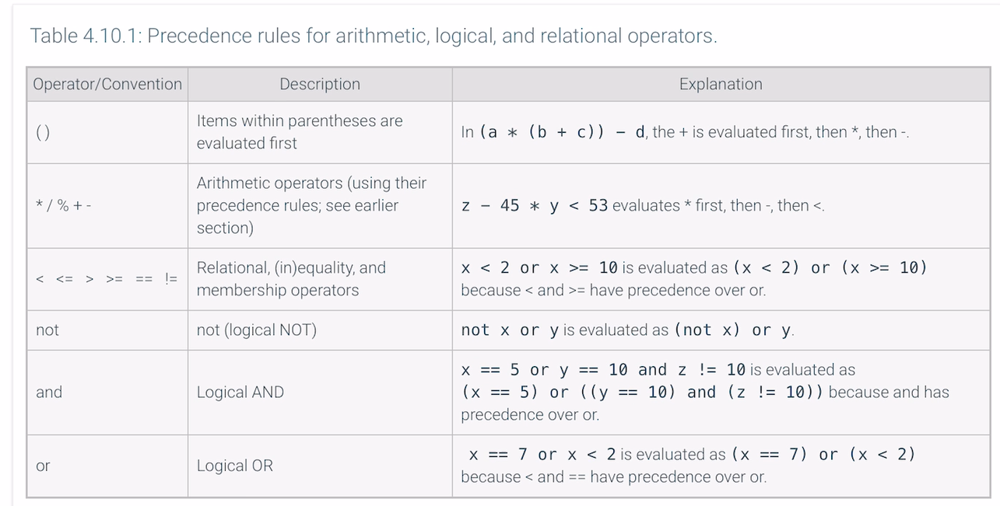 Table 4.10.1: Precedence rules for arithmetic, logical, and relational operators.
Operator/Convention Description Explanation
( ) Items within parentheses are evaluated first In (a * (b + c)) - d, the + is evaluated first, then *, then -.
* / % + - Arithmetic operators (using their precedence rules; see earlier section) z - 45 * y < 53 evaluates * first, then -, then <.
< <= > >= == != Relational, (in)equality, and membership operators x < 2 or x >= 10 is evaluated as (x < 2) or (x >= 10) because < and >= have precedence over or.
not not (logical NOT) not x or y is evaluated as (not x) or y.
and Logical AND x == 5 or y == 10 and z != 10 is evaluated as (x == 5) or ((y == 10) and (z != 10)) because and has precedence over or.
or Logical OR x == 7 or x < 2 is evaluated as (x == 7) or (x < 2) because < and == have precedence over or.